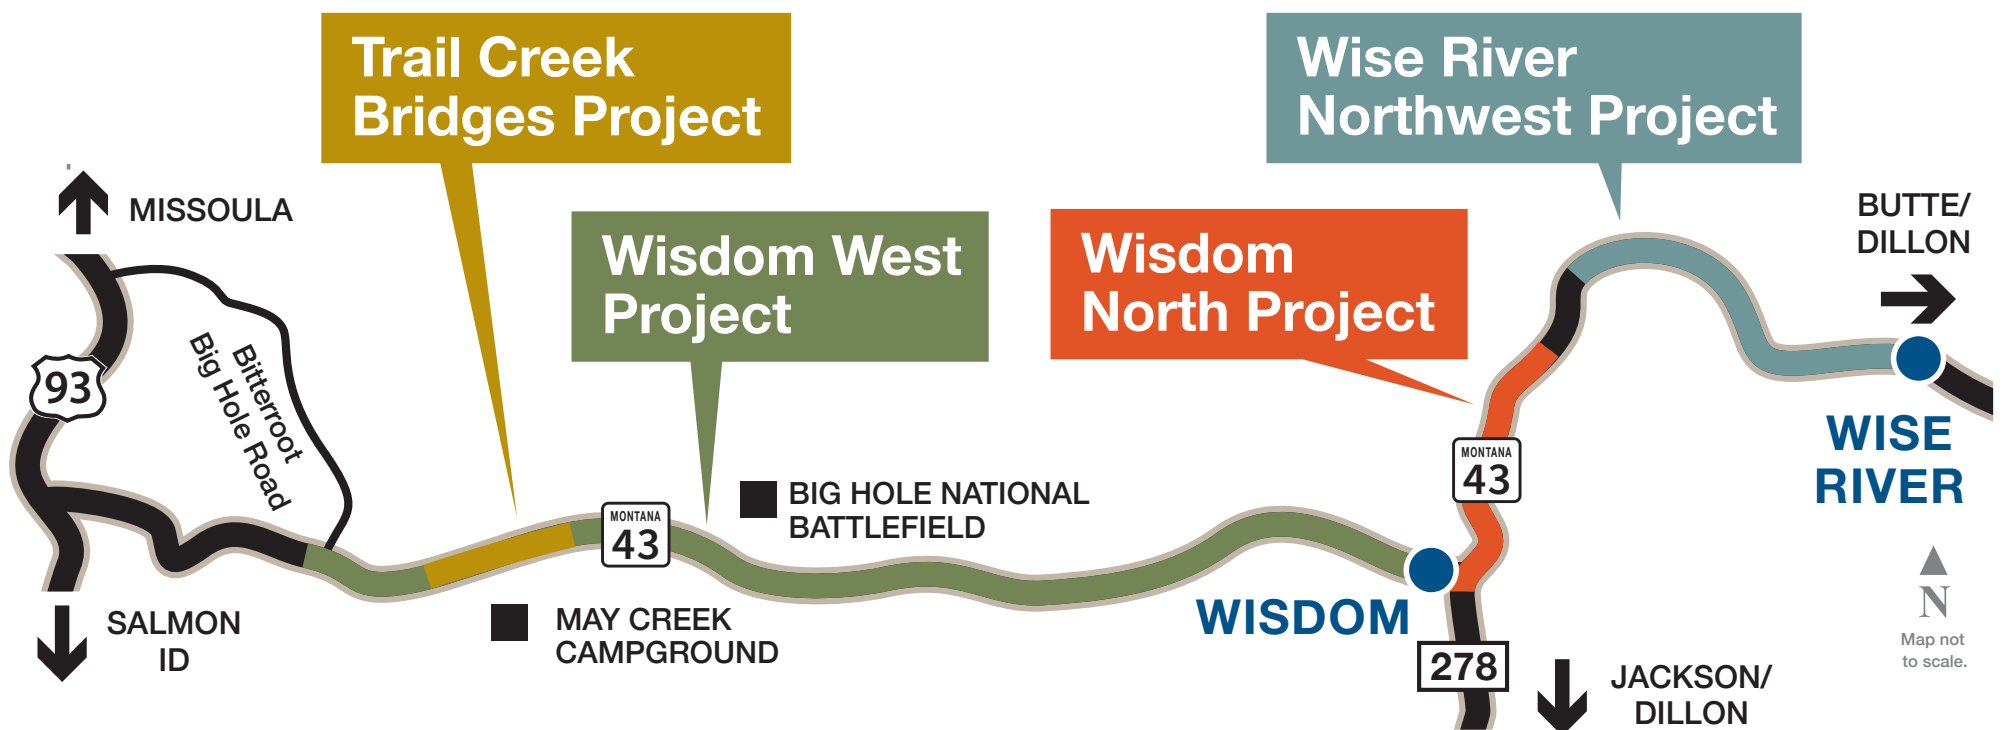 Trail Creek
Bridges Project
Wise River
Northwest Project
MISSOULA
BUTTE/
DILLON
Wisdom West
Project
Wisdom
North Project
93
Bitterroot
Big Hole Road
WISE
RIVER
MONTANA
43
BIG HOLE NATIONAL
BATTLEFIELD
MONTANA
43
SALMON
ID
MAY CREEK
CAMPGROUND
WISDOM
N
Map not
to scale.
278
JACKSON/
DILLON